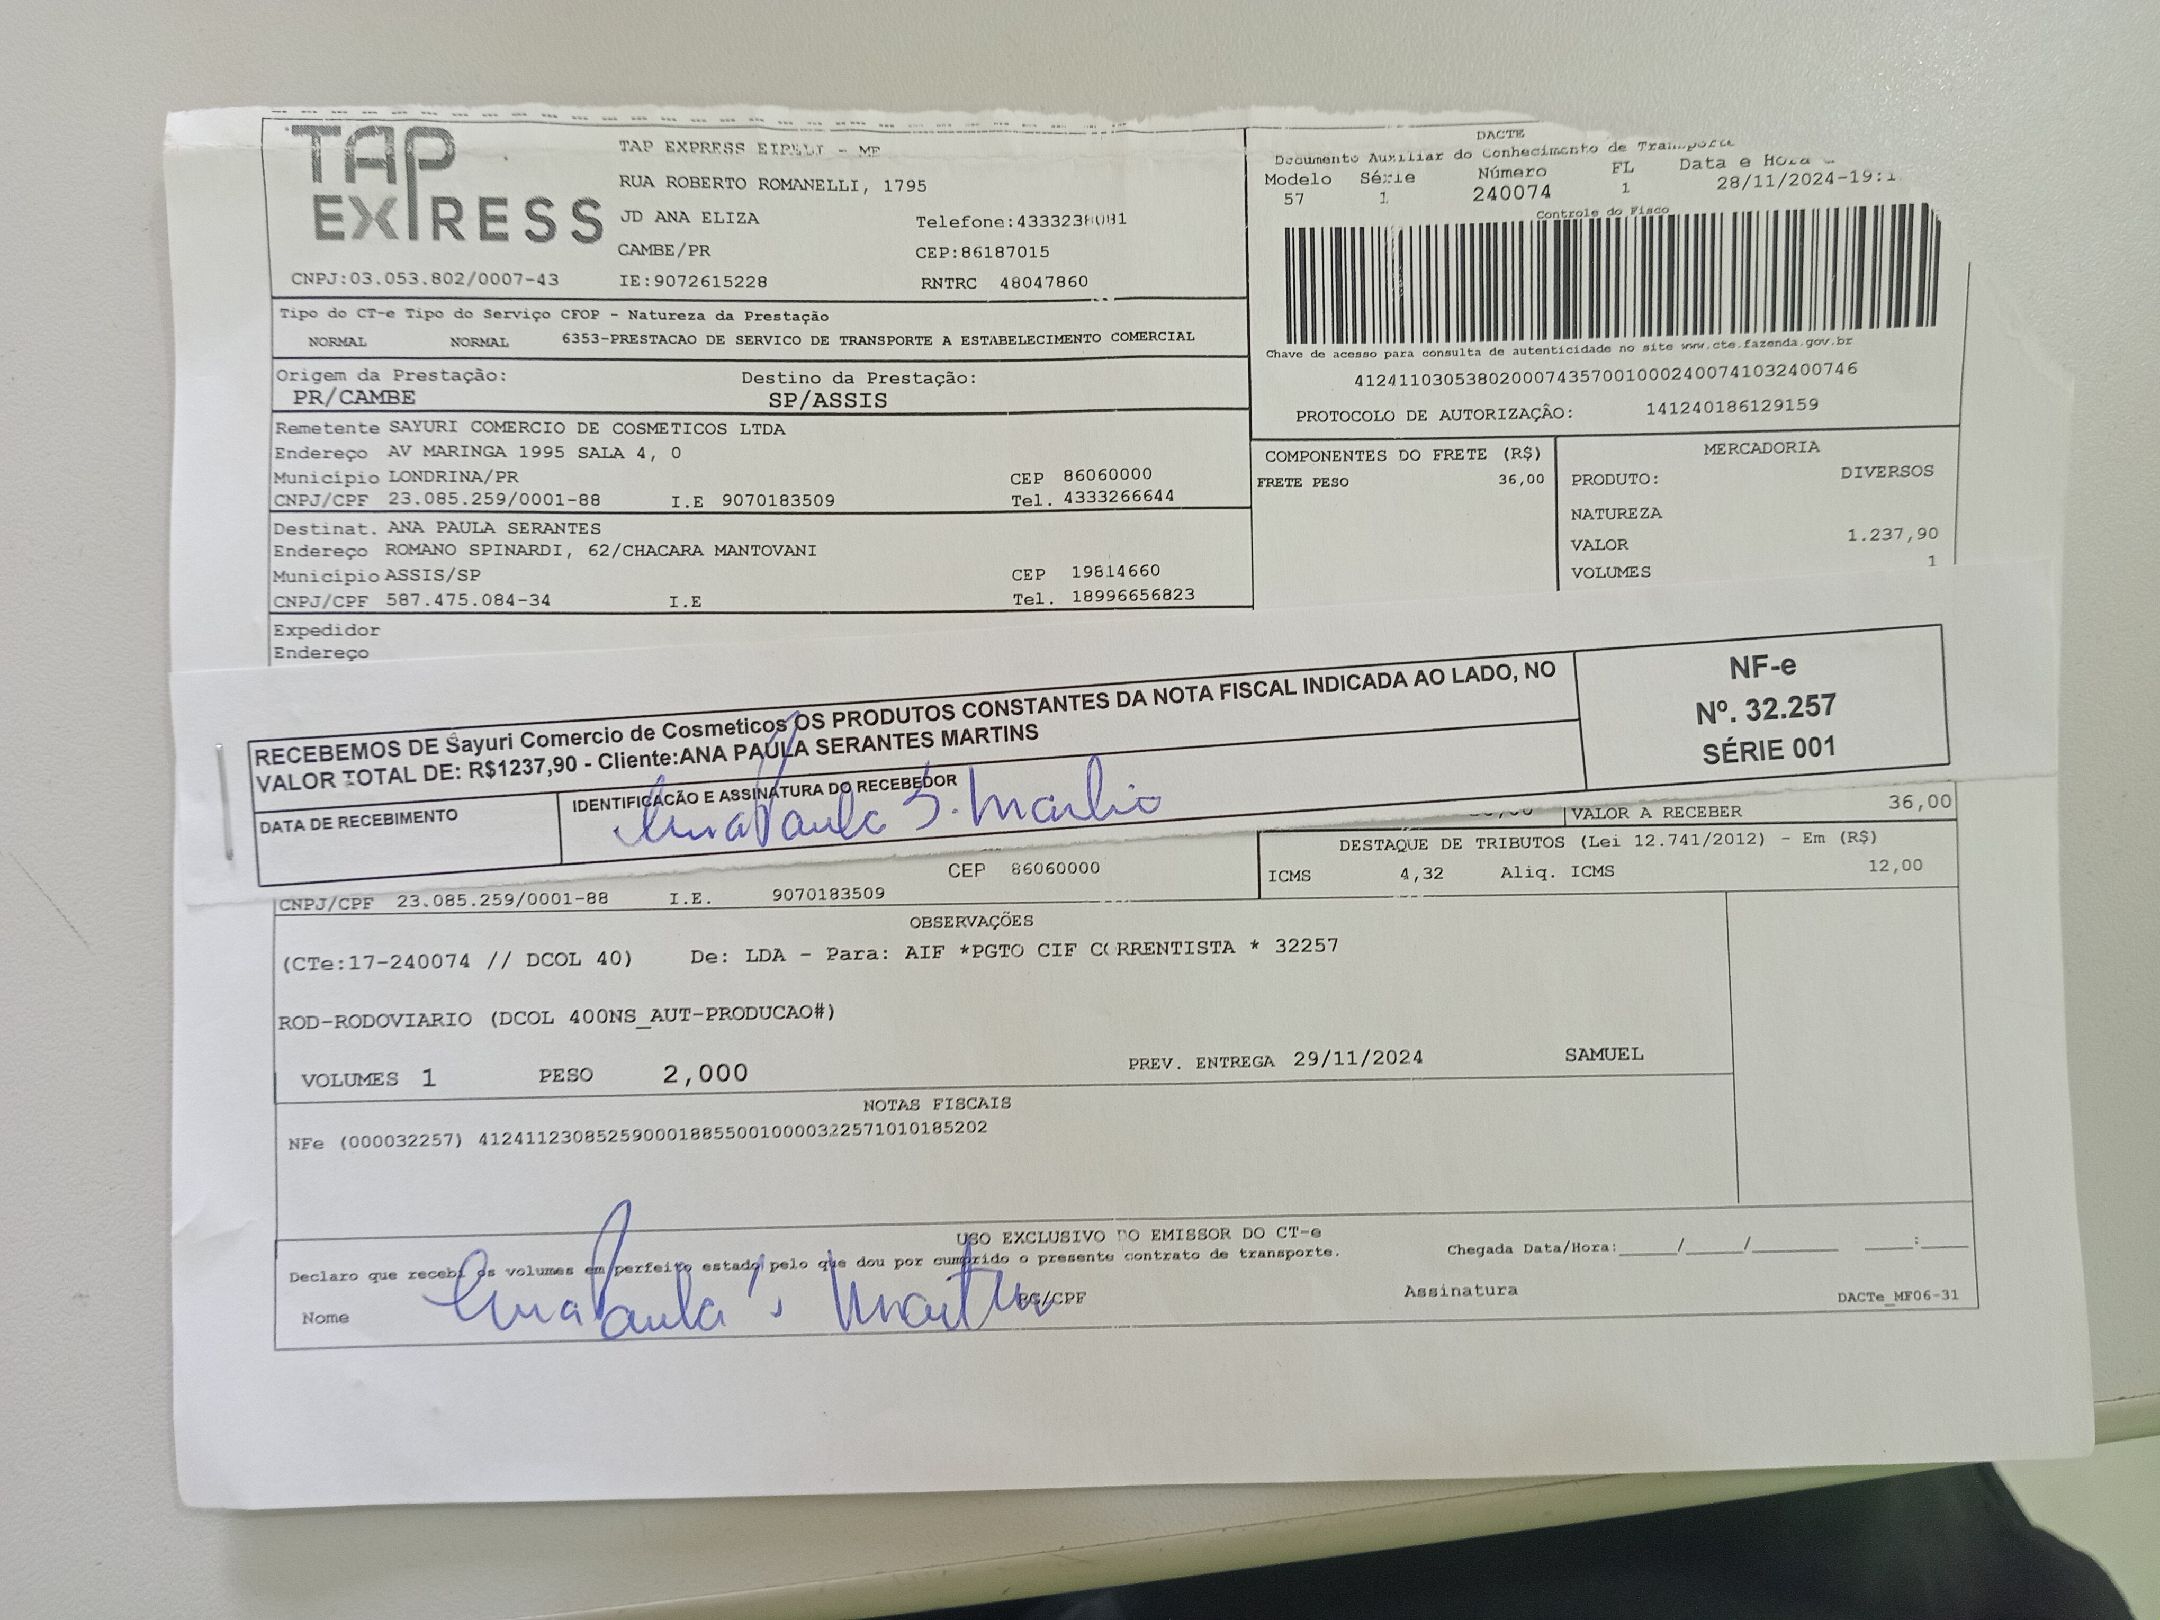 TAP EXPRESS
TAP EXPRESS EIRELI - ME
RUA ROBERTO ROMANELLI, 1795
JD ANA ELIZA
Telefone:
CAMBE/PR
CEP:86187015
CNPJ:03.053.802/0007-43
IE:9072615228
RNTRC 48047860
DACTE
Documento Auxiliar do Conhecimento de Transporte
Modelo Série Número FL Data e Hora
57 1 240074 1 28/11/2024-19:1
Controle do Fisco
Chave de acesso para consulta de autenticidade no site www.cte.fazenda.gov.br
41241103053802000743570010002400741032400746
PROTOCOLO DE AUTORIZAÇÃO: 141240186129159
Tipo do CT-e Tipo do Serviço CFOP - Natureza da Prestação
NORMAL NORMAL 6353-PRESTACAO DE SERVICO DE TRANSPORTE A ESTABELECIMENTO COMERCIAL
Origem da Prestação: Destino da Prestação:
PR/CAMBE SP/ASSIS
Remetente SAYURI COMERCIO DE COSMETICOS LTDA
Endereço AV MARINGA 1995 SALA 4, 0
Município LONDRINA/PR CEP 86060000
CNPJ/CPF 23.085.259/0001-88 I.E 9070183509 Tel. 4333266644
Destinat. ANA PAULA SERANTES
Endereço ROMANO SPINARDI, 62/CHACARA MANTOVANI
Município ASSIS/SP CEP 19814660
CNPJ/CPF 587.475.084-34 I.E Tel. 18996656823
Expedidor
Endereço
COMPONENTES DO FRETE (R$)
FRETE PESO 36,00
MERCADORIA
PRODUTO: DIVERSOS
NATUREZA
VALOR 1.237,90
VOLUMES 1
RECEBEMOS DE Sayuri Comercio de Cosmeticos OS PRODUTOS CONSTANTES DA NOTA FISCAL INDICADA AO LADO, NO
VALOR TOTAL DE: R$1237,90 - Cliente:ANA PAULA SERANTES MARTINS
DATA DE RECEBIMENTO
IDENTIFICAÇÃO E ASSINATURA DO RECEBEDOR
Ana Paula S. Martins
NF-e
Nº. 32.257
SÉRIE 001
VALOR A RECEBER 36,00
DESTAQUE DE TRIBUTOS (Lei 12.741/2012) - Em (R$)
ICMS 4,32 Aliq. ICMS 12,00
CEP 86060000
CNPJ/CPF 23.085.259/0001-88 I.E. 9070183509
OBSERVAÇÕES
(CTe:17-240074 // DCOL 40) De: LDA - Para: AIF *PGTO CIF CORRENTISTA * 32257
ROD-RODOVIARIO (DCOL 400NS_AUT-PRODUCAO#)
VOLUMES 1 PESO 2,000 PREV. ENTREGA 29/11/2024 SAMUEL
NOTAS FISCAIS
NFe (000032257) 41241123085259000188550010000322571010185202
USO EXCLUSIVO DO EMISSOR DO CT-e
Declaro que recebi os volumes em perfeito estado pelo que dou por cumprido o presente contrato de transporte.
Chegada Data/Hora:_____/_____/_________ _____:_____
Nome Ana Paula S Martins RG/CPF Assinatura
DACTe_MF06-31